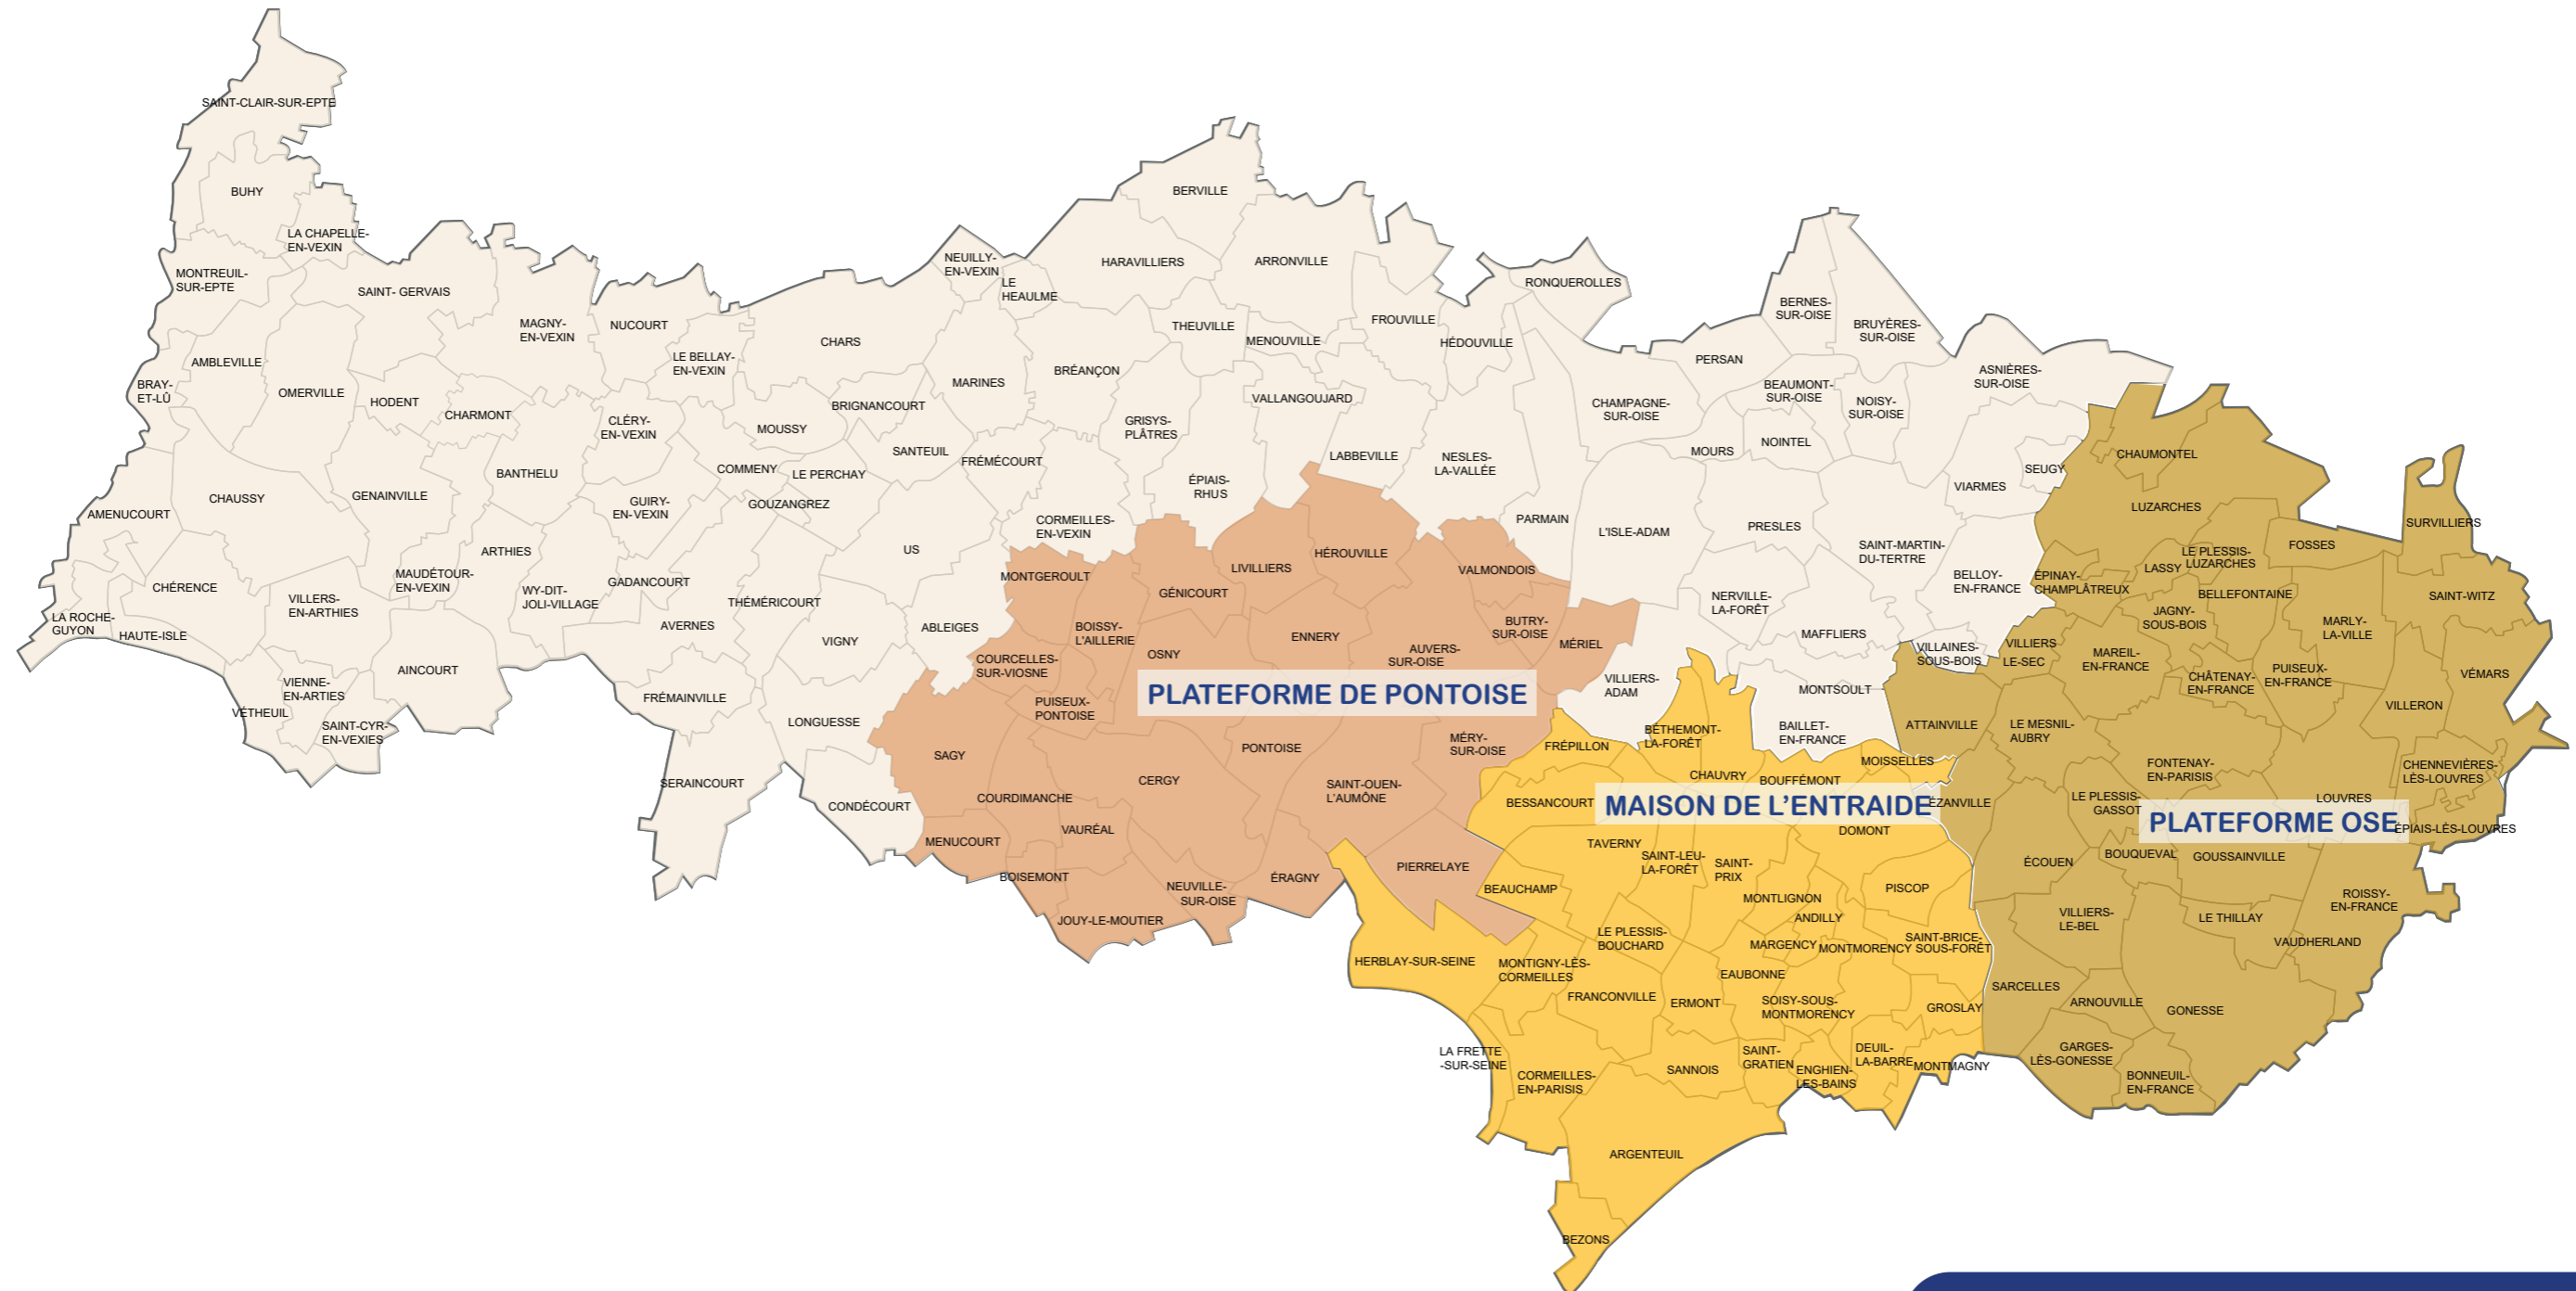 SAINT-CLAIR-SUR-EPTE
BUHY
LA CHAPELLE-
EN-VEXIN
MONTREUIL-
SUR-EPTE
SAINT- GERVAIS
MAGNY-
EN-VEXIN
NUCOURT
LE BELLAY-
EN-VEXIN
AMBLEVILLE
BRAY-
ET-LÛ
OMERVILLE
HODENT
CHARMONT
CLÉRY-
EN-VEXIN
BANTHELU
CHAUSSY
GENAINVILLE
GUIRY-
EN-VEXIN
AMENUCOURT
ARTHIES
MAUDÉTOUR-
EN-VEXIN
WY-DIT-
JOLI-VILLAGE
GADANCOURT
CHÉRENCE
VILLERS-
EN-ARTHIES
LA ROCHE-
GUYON
HAUTE-ISLE
AVERNES
AINCOURT
VIENNE-
EN-ARTIES
VÉTHEUIL
SAINT-CYR-
EN-VEXIES
FRÉMAINVILLE
SERAINCOURT
NEUILLY-
EN-VEXIN
LE
HEAULME
CHARS
MARINES
BRIGNANCOURT
MOUSSY
SANTEUIL
COMMENY
LE PERCHAY
GOUZANGREZ
FRÉMÉCOURT
US
CORMEILLES-
EN-VEXIN
THÉMÉRICOURT
VIGNY
ABLEIGES
LONGUESSE
CONDÉCOURT
BERVILLE
HARAVILLIERS
ARRONVILLE
THEUVILLE
MENOUVILLE
BRÉANÇON
GRISYS-
PLÂTRES
VALLANGOUJARD
ÉPIAIS-
RHUS
LABBEVILLE
FROUVILLE
HÉDOUVILLE
NESLES-
LA-VALLÉE
RONQUEROLLES
PARMAIN
CHAMPAGNE-
SUR-OISE
PERSAN
BERNES-
SUR-OISE
BRUYÈRES-
SUR-OISE
BEAUMONT-
SUR-OISE
NOISY-
SUR-OISE
ASNIÈRES-
SUR-OISE
MOURS
NOINTEL
L'ISLE-ADAM
PRESLES
SAINT-MARTIN-
DU-TERTRE
VIARMES
SEUGY
BELLOY-
EN-FRANCE
NERVILLE-
LA-FORÊT
MAFFLIERS
VILLAINES-
SOUS-BOIS
VILLIERS-
ADAM
MONTSOULT
BAILLET-
EN-FRANCE
MONTGEROULT
GÉNICOURT
LIVILLIERS
HÉROUVILLE
VALMONDOIS
BOISSY-
L'AILLERIE
ENNERY
BUTRY-
SUR-OISE
MÉRIEL
COURCELLES-
SUR-VIOSNE
OSNY
AUVERS-
SUR-OISE
PLATEFORME DE PONTOISE
PUISEUX-
PONTOISE
SAGY
PONTOISE
MÉRY-
SUR-OISE
CERGY
COURDIMANCHE
SAINT-OUEN-
L'AUMÔNE
VAURÉAL
MENUCOURT
BOISEMONT
NEUVILLE-
SUR-OISE
ÉRAGNY
PIERRELAYE
JOUY-LE-MOUTIER
FRÉPILLON
BÉTHEMONT-
LA-FORÊT
CHAUVRY
BOUFFÉMONT
MOISSELLES
BESSANCOURT
MAISON DE L'ENTRAIDE
ÉZANVILLE
DOMONT
TAVERNY
SAINT-LEU-
LA-FORÊT
SAINT-
PRIX
BEAUCHAMP
MONTLIGNON
PISCOP
ANDILLY
LE PLESSIS-
BOUCHARD
MARGENCY
MONTMORENCY
SAINT-BRICE-
SOUS-FORÊT
HERBLAY-SUR-SEINE
MONTIGNY-LÈS-
CORMEILLES
EAUBONNE
FRANCONVILLE
ERMONT
SOISY-SOUS-
MONTMORENCY
GROSLAY
LA FRETTE
-SUR-SEINE
CORMEILLES-
EN-PARISIS
SANNOIS
SAINT-
GRATIEN
ENGHIEN-
LES-BAINS
DEUIL-
LA-BARRE
MONTMAGNY
ARGENTEUIL
BEZONS
CHAUMONTEL
LUZARCHES
SURVILLIERS
FOSSES
LE PLESSIS-
LUZARCHES
LASSY
ÉPINAY-
CHAMPLÂTREUX
BELLEFONTAINE
SAINT-WITZ
JAGNY-
SOUS-BOIS
MARLY-
LA-VILLE
VILLIERS
LE-SEC
MAREIL-
EN-FRANCE
CHÂTENAY-
EN-FRANCE
PUISEUX-
EN-FRANCE
VÉMARS
VILLERON
ATTAINVILLE
LE MESNIL-
AUBRY
FONTENAY-
EN-PARISIS
CHENNEVIÈRES-
LÈS-LOUVRES
LE PLESSIS-
GASSOT
LOUVRES
PLATEFORME OSE
ÉPIAIS-LÈS-LOUVRES
ÉCOUEN
BOUQUEVAL
GOUSSAINVILLE
ROISSY-
EN-FRANCE
VILLIERS-
LE-BEL
LE THILLAY
VAUDHERLAND
SARCELLES
ARNOUVILLE
GONESSE
GARGES-
LÈS-GONESSE
BONNEUIL-
EN-FRANCE